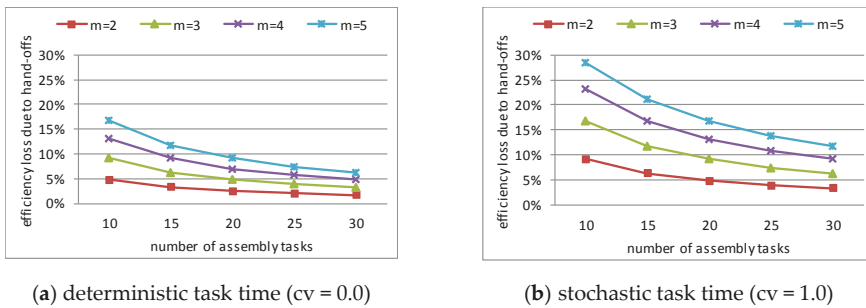 m=2 m=3 m=4 m=5
efficiency loss due to hand-offs
30%
25%
20%
15%
10%
5%
0%
10 15 20 25 30
number of assembly tasks
(a) deterministic task time (cv = 0.0)
m=2 m=3 m=4 m=5
efficiency loss due to hand-offs
30%
25%
20%
15%
10%
5%
0%
10 15 20 25 30
number of assembly tasks
(b) stochastic task time (cv = 1.0)